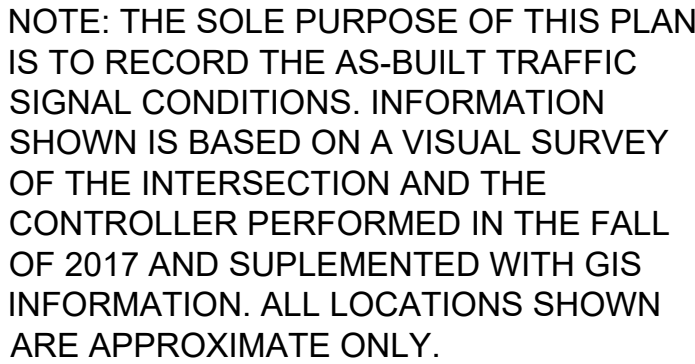 NOTE: THE SOLE PURPOSE OF THIS PLAN
IS TO RECORD THE AS-BUILT TRAFFIC
SIGNAL CONDITIONS. INFORMATION
SHOWN IS BASED ON A VISUAL SURVEY
OF THE INTERSECTION AND THE
CONTROLLER PERFORMED IN THE FALL
OF 2017 AND SUPLEMENTED WITH GIS
INFORMATION. ALL LOCATIONS SHOWN
ARE APPROXIMATE ONLY.